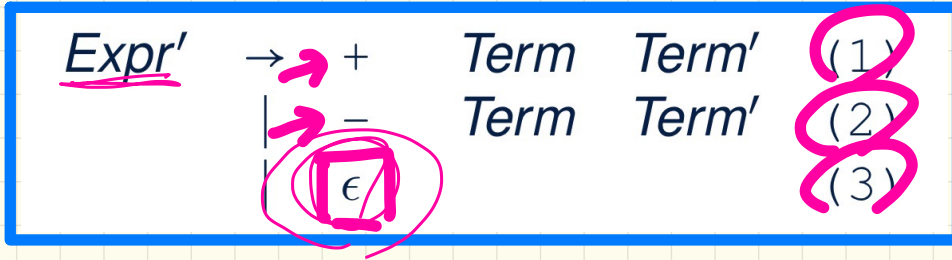 Expr′ → + Term Term′ (1)
| − Term Term′ (2)
| ϵ (3)